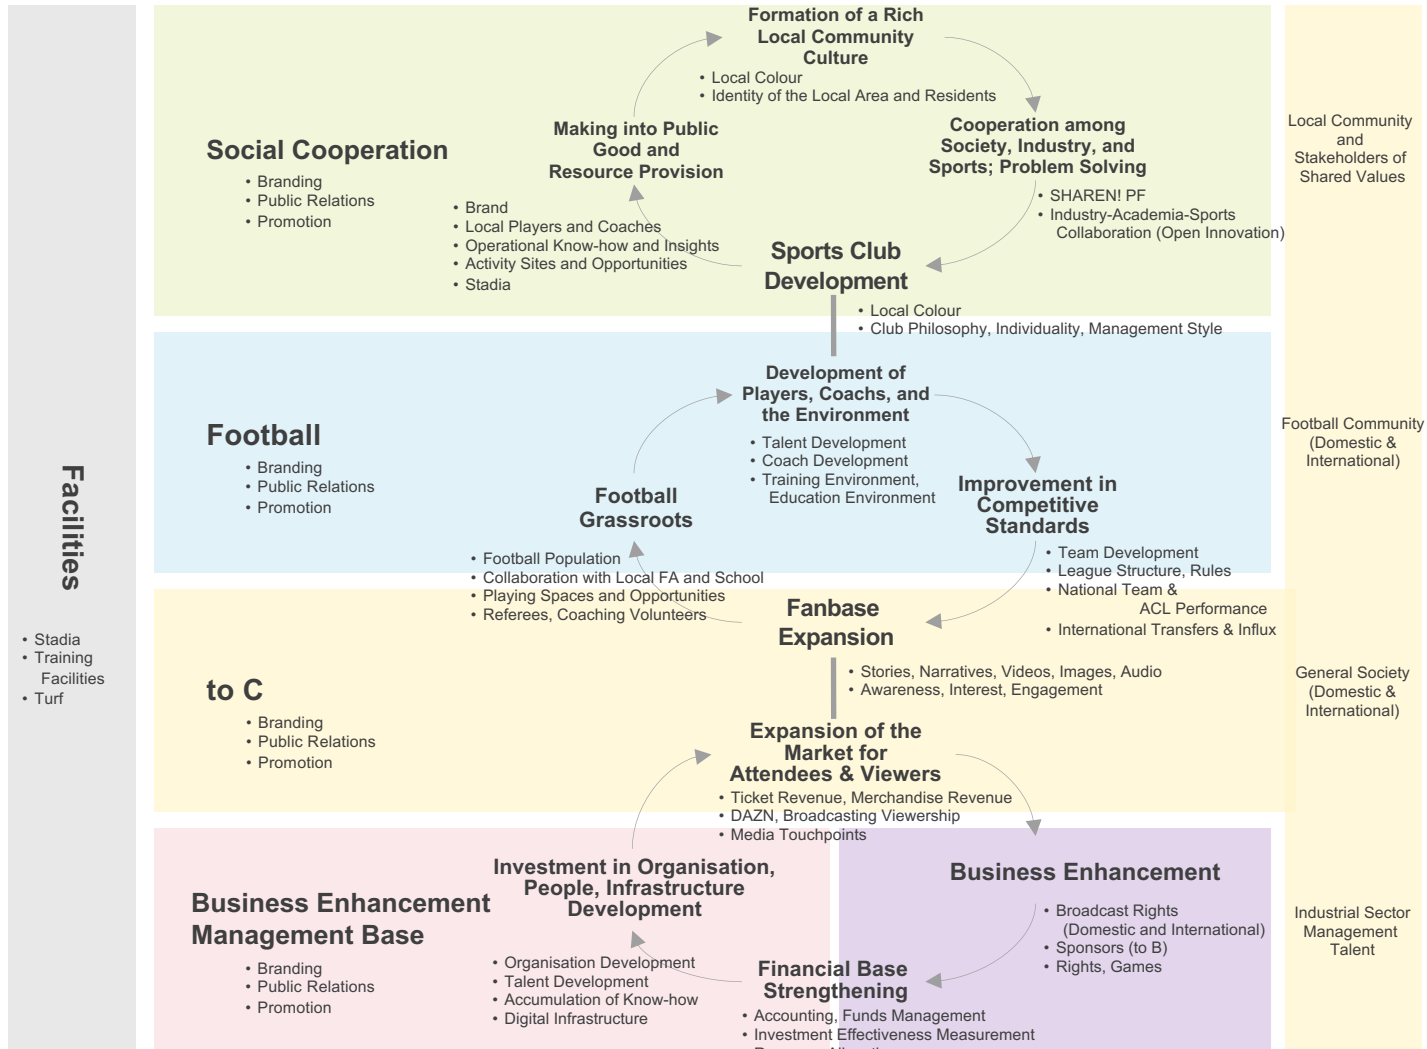 Facilities
• Stadia
• Training
Facilities
• Turf
Social Cooperation
• Branding
• Public Relations
• Promotion
Formation of a Rich
Local Community
Culture
• Local Colour
• Identity of the Local Area and Residents
Making into Public
Good and
Resource Provision
• Brand
• Local Players and Coaches
• Operational Know-how and Insights
• Activity Sites and Opportunities
• Stadia
Cooperation among
Society, Industry, and
Sports; Problem Solving
• SHAREN! PF
• Industry-Academia-Sports
Collaboration (Open Innovation)
Sports Club
Development
• Local Colour
• Club Philosophy, Individuality, Management Style
Local Community
and
Stakeholders of
Shared Values
Football
• Branding
• Public Relations
• Promotion
Development of
Players, Coachs, and
the Environment
• Talent Development
• Coach Development
• Training Environment,
Education Environment
Football
Grassroots
• Football Population
• Collaboration with Local FA and School
• Playing Spaces and Opportunities
• Referees, Coaching Volunteers
Improvement in
Competitive
Standards
• Team Development
• League Structure, Rules
• National Team &
ACL Performance
• International Transfers & Influx
Football Community
(Domestic &
International)
to C
• Branding
• Public Relations
• Promotion
Fanbase
Expansion
• Stories, Narratives, Videos, Images, Audio
• Awareness, Interest, Engagement
Expansion of the
Market for
Attendees & Viewers
• Ticket Revenue, Merchandise Revenue
• DAZN, Broadcasting Viewership
• Media Touchpoints
General Society
(Domestic &
International)
Business Enhancement
Management Base
• Branding
• Public Relations
• Promotion
Investment in Organisation,
People, Infrastructure
Development
• Organisation Development
• Talent Development
• Accumulation of Know-how
• Digital Infrastructure
Business Enhancement
• Broadcast Rights
(Domestic and International)
• Sponsors (to B)
• Rights, Games
Financial Base
Strengthening
• Accounting, Funds Management
• Investment Effectiveness Measurement
Industrial Sector
Management
Talent